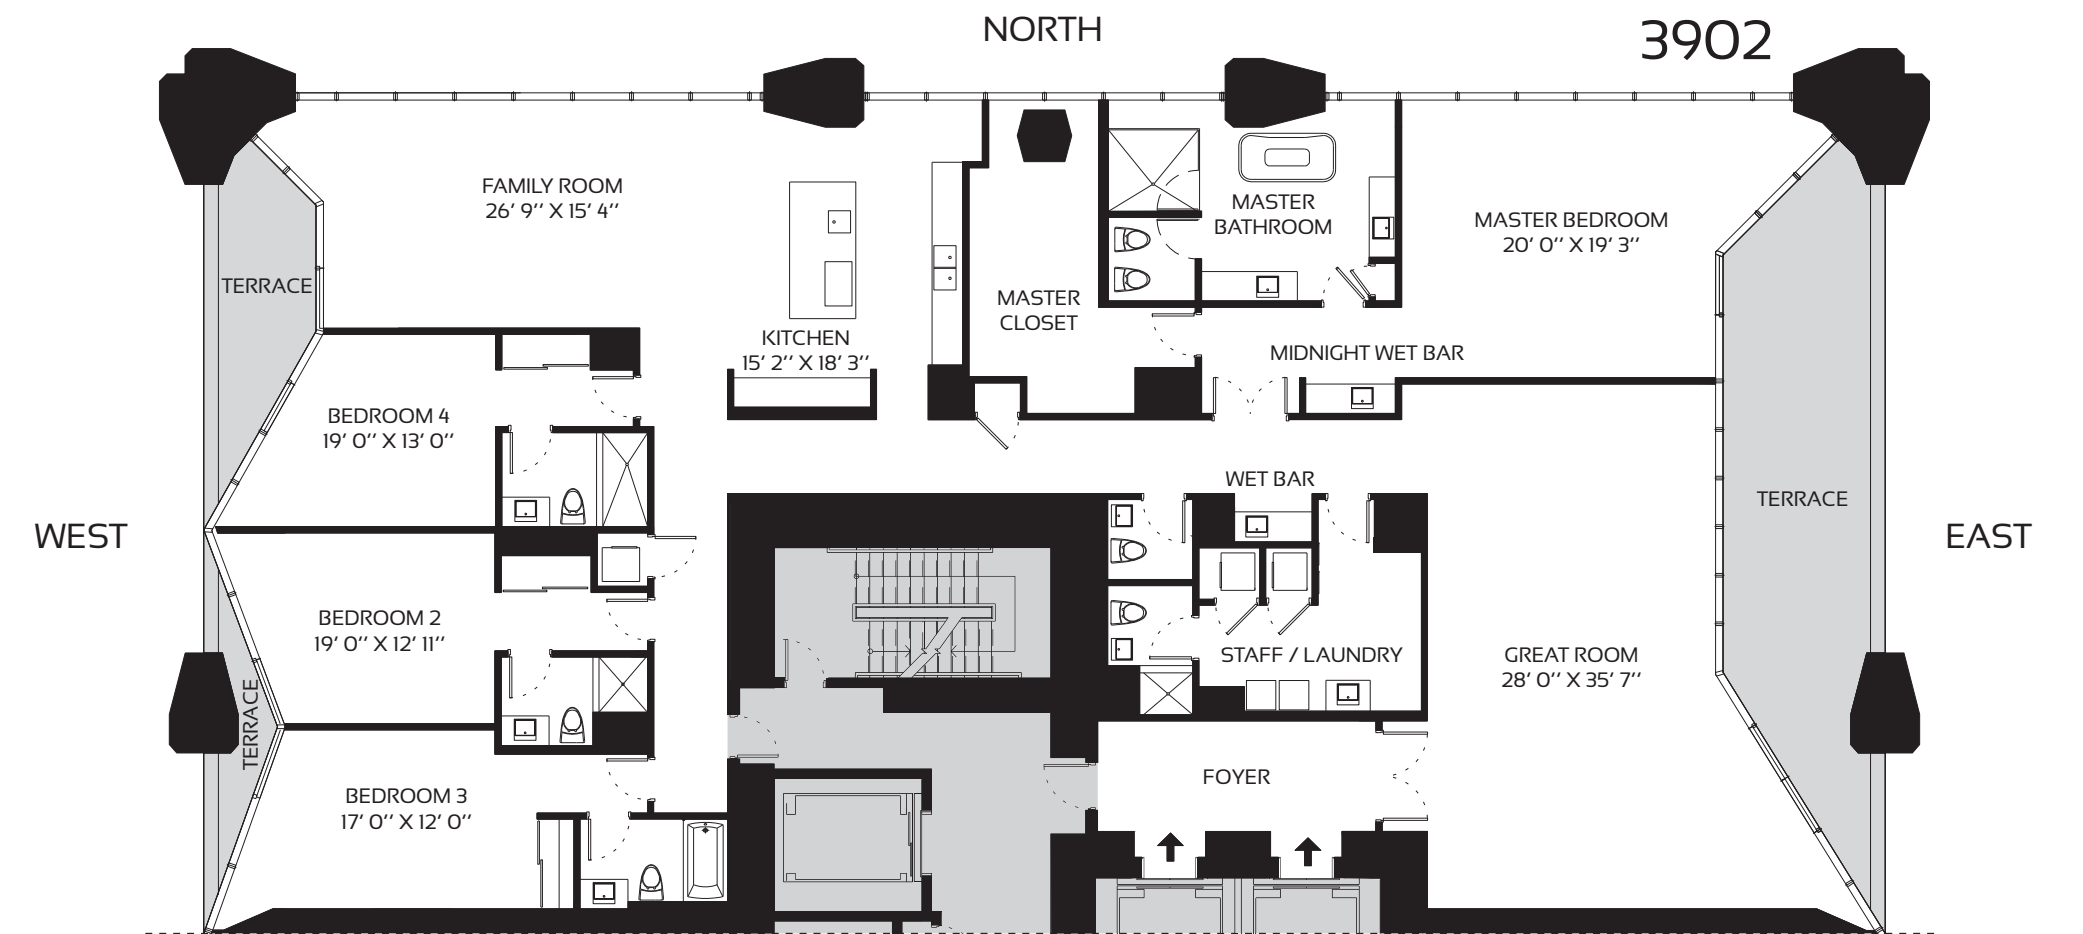 NORTH
3902
FAMILY ROOM
26’ 9’’ X 15’ 4’’
MASTER
BATHROOM
MASTER BEDROOM
20’ 0’’ X 19’ 3’’
TERRACE
MASTER
CLOSET
KITCHEN
15’ 2’’ X 18’ 3’’
MIDNIGHT WET BAR
BEDROOM 4
19’ 0’’ X 13’ 0’’
WET BAR
TERRACE
WEST
EAST
BEDROOM 2
19’ 0’’ X 12’ 11’’
STAFF / LAUNDRY
GREAT ROOM
28’ 0’’ X 35’ 7’’
TERRACE
FOYER
BEDROOM 3
17’ 0’’ X 12’ 0’’